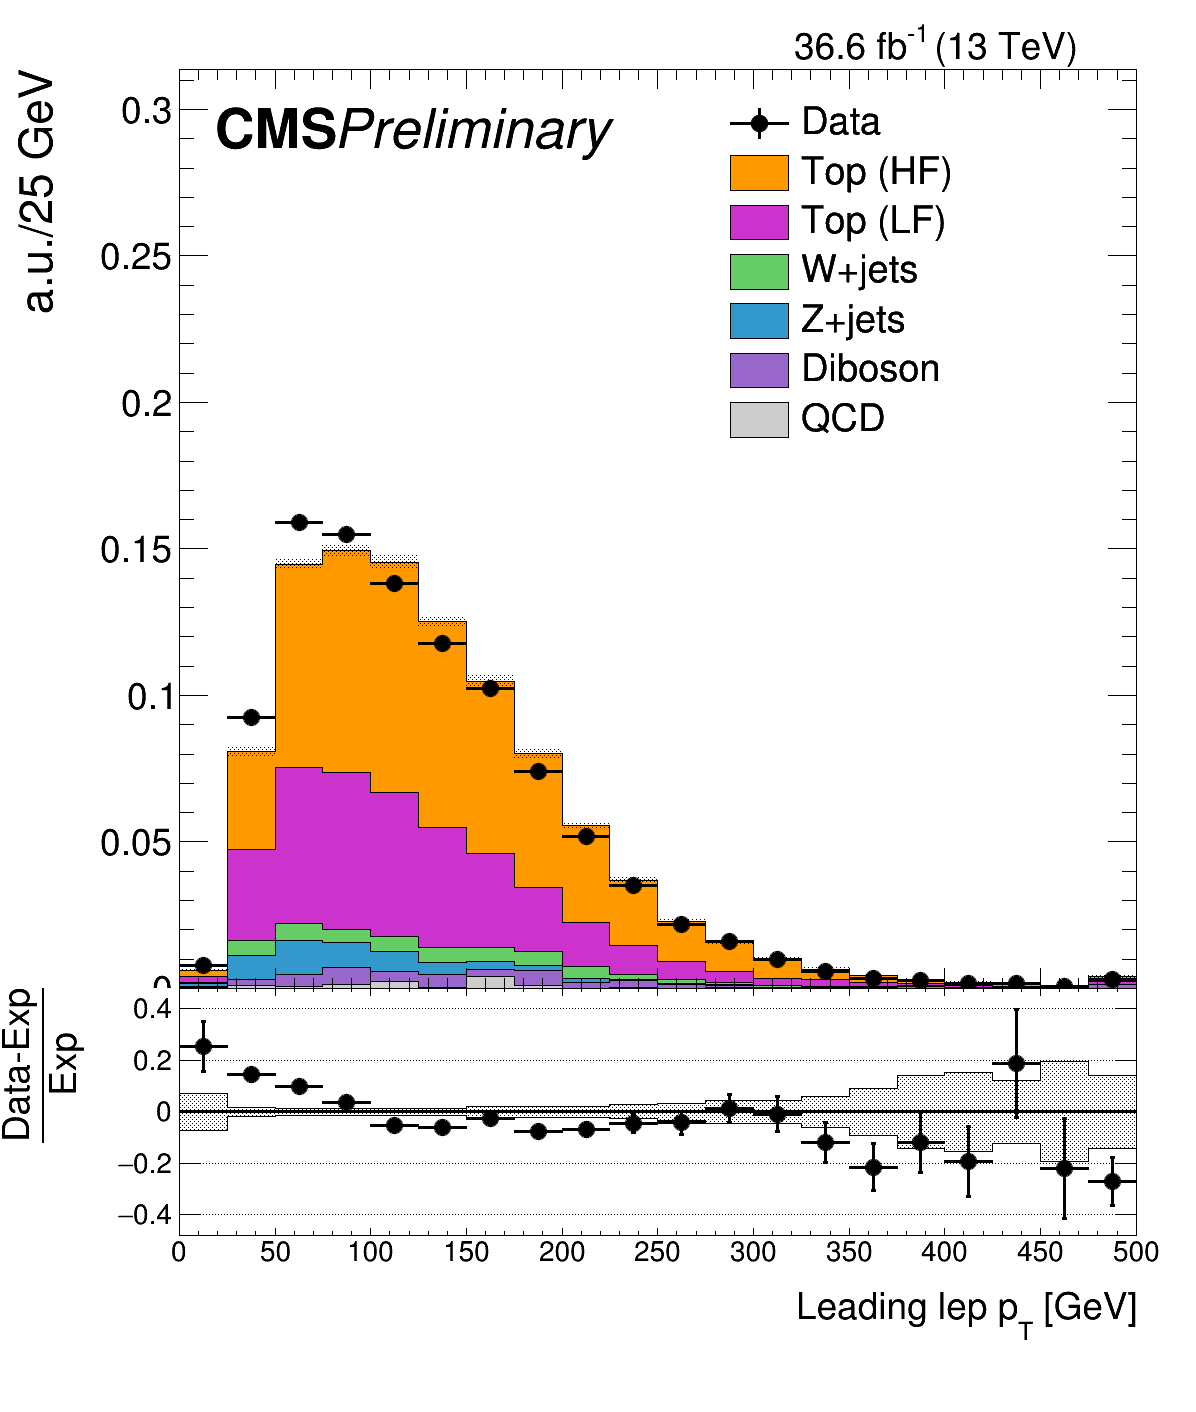 36.6 fb-1 (13 TeV)
a.u./25 GeV
CMSPreliminary
Data
Top (HF)
Top (LF)
W+jets
Z+jets
Diboson
QCD
0.3
0.25
0.2
0.15
0.1
0.05
0
Data-Exp
Exp
0.4
0.2
0
−0.2
−0.4
0 50 100 150 200 250 300 350 400 450 500
Leading lep pT [GeV]